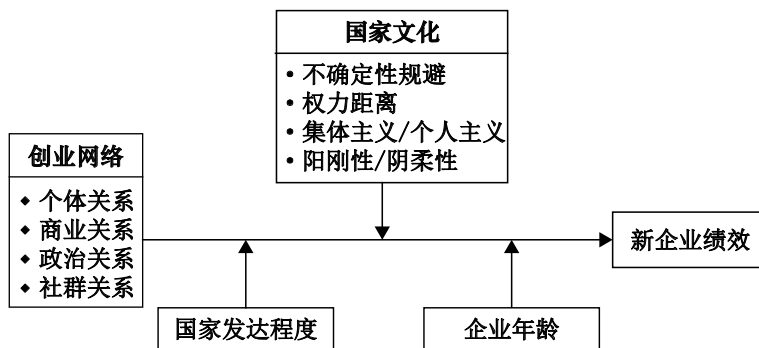 国家文化
• 不确定性规避
• 权力距离
• 集体主义/个人主义
• 阳刚性/阴柔性
创业网络
◆ 个体关系
◆ 商业关系
◆ 政治关系
◆ 社群关系
新企业绩效
国家发达程度
企业年龄